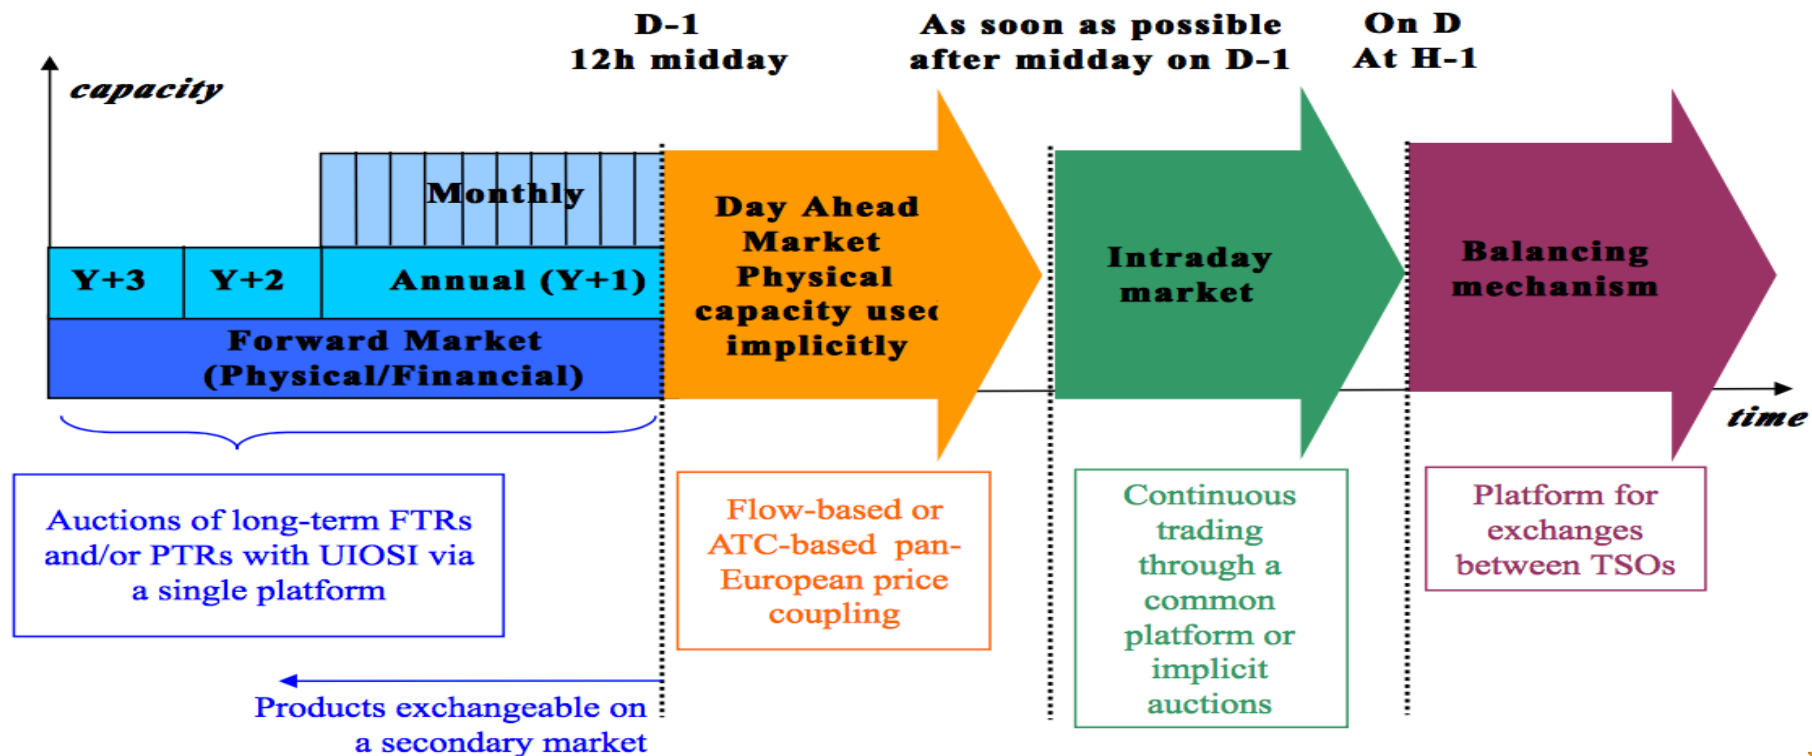 D-1
12h midday
As soon as possible
after midday on D-1
On D
At H-1
capacity
Monthly
Y+3
Y+2
Annual (Y+1)
Forward Market
(Physical/Financial)
Day Ahead
Market
Physical
capacity used
implicitly
Intraday
market
Balancing
mechanism
time
Auctions of long-term FTRs
and/or PTRs with UIOSI via
a single platform
Flow-based or
ATC-based pan-
European price
coupling
Continuous
trading
through a
common
platform or
implicit
auctions
Platform for
exchanges
between TSOs
Products exchangeable on
a secondary market